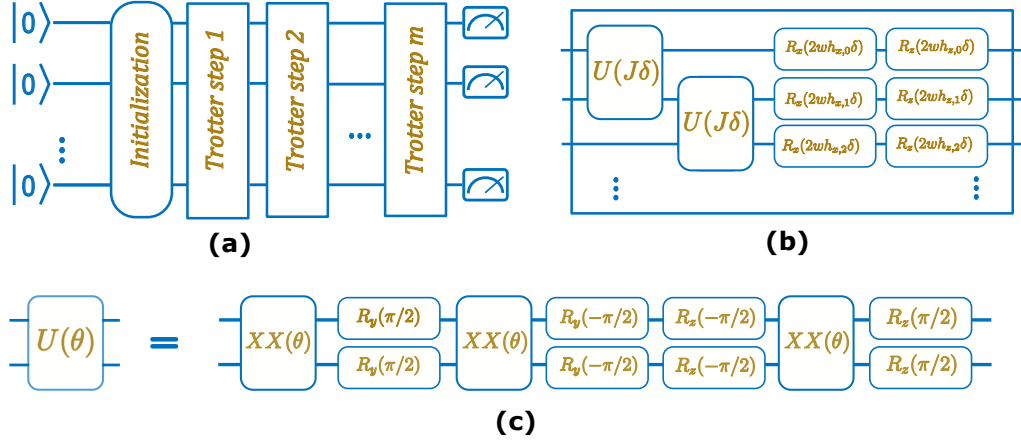 |0⟩
|0⟩
|0⟩
Initialization
Trotter step 1
Trotter step 2
...
Trotter step m
(a)
U(Jδ)
U(Jδ)
R_x(2wh_{x,0}δ) R_z(2wh_{z,0}δ)
R_x(2wh_{x,1}δ) R_z(2wh_{z,1}δ)
R_x(2wh_{x,2}δ) R_z(2wh_{z,2}δ)
(b)
U(θ) =
XX(θ)
R_y(π/2)
R_y(π/2)
XX(θ)
R_y(−π/2) R_z(−π/2)
R_y(−π/2) R_z(−π/2)
XX(θ)
R_z(π/2)
R_z(π/2)
(c)